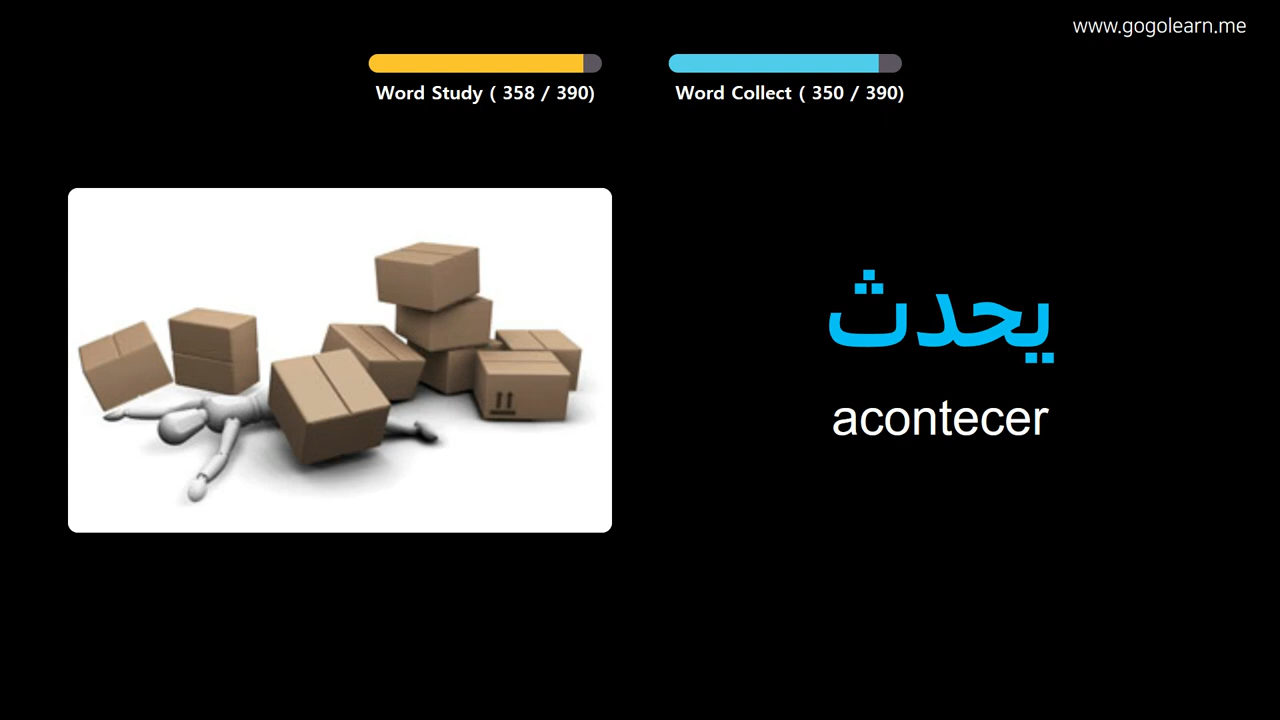 www.gogolearn.me
Word Study ( 358 / 390)
Word Collect ( 350 / 390)
يحدث
acontecer